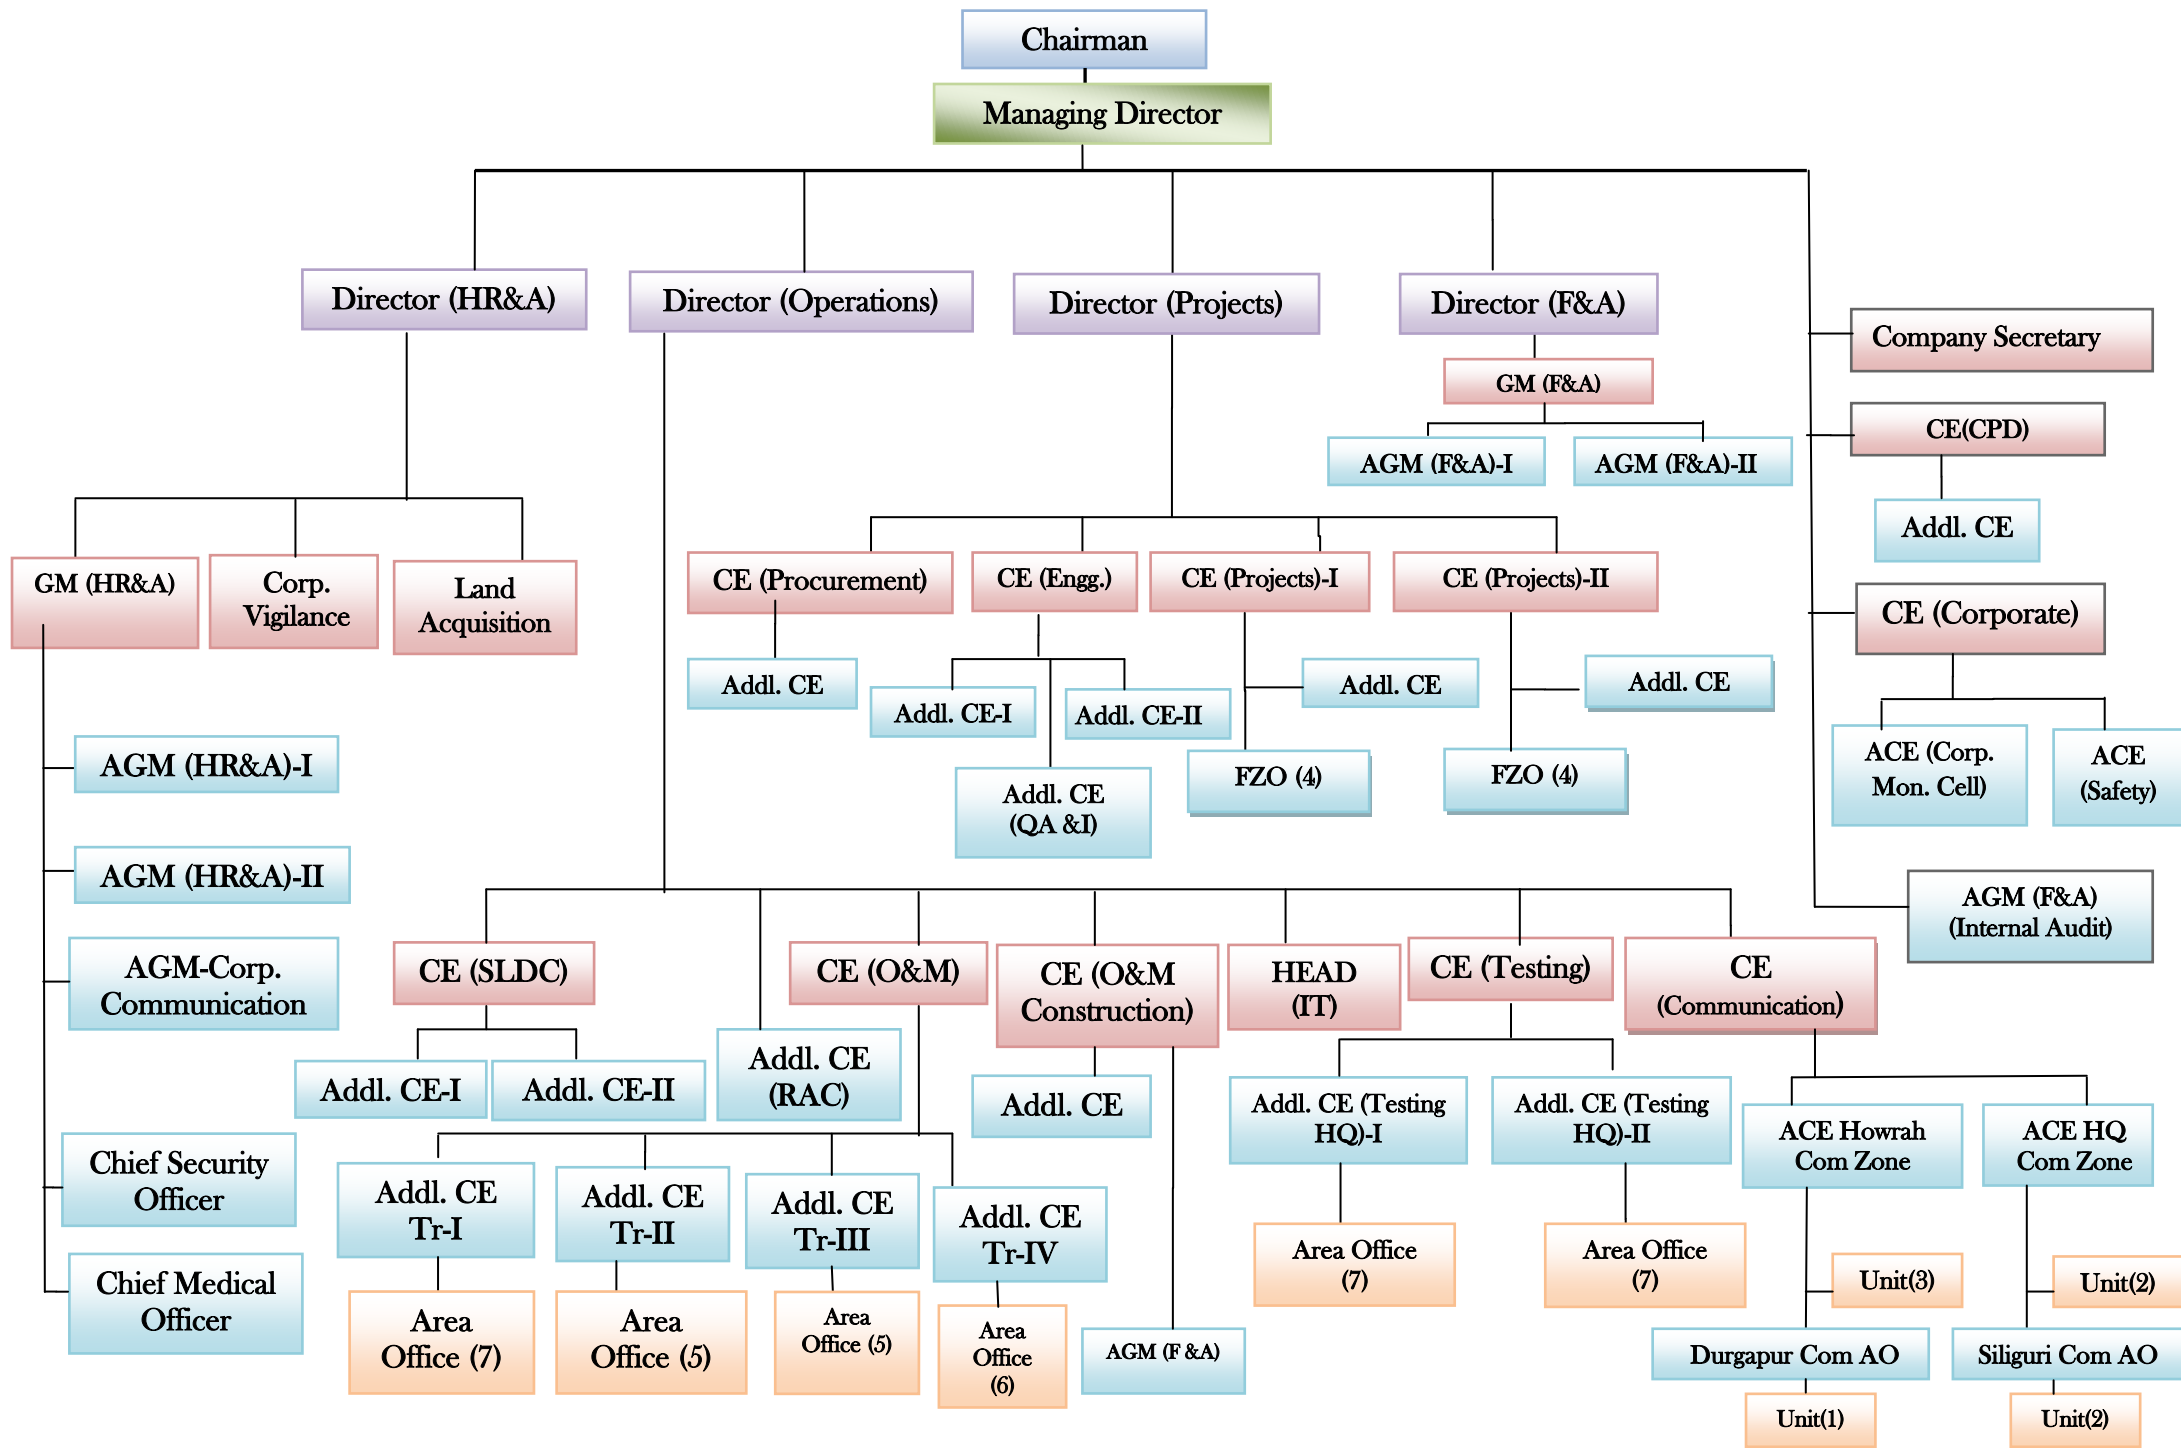 Chairman
Managing Director
Director (HR&A)
Director (Operations)
Director (Projects)
Director (F&A)
Company Secretary
GM (F&A)
AGM (F&A)-I
AGM (F&A)-II
CE(CPD)
Addl. CE
GM (HR&A)
Corp.
Vigilance
Land
Acquisition
CE (Procurement)
CE (Engg.)
CE (Projects)-I
CE (Projects)-II
CE (Corporate)
Addl. CE
Addl. CE-I
Addl. CE-II
Addl. CE
(QA &I)
Addl. CE
FZO (4)
Addl. CE
FZO (4)
ACE (Corp.
Mon. Cell)
ACE
(Safety)
AGM (HR&A)-I
AGM (HR&A)-II
AGM-Corp.
Communication
Chief Security
Officer
Chief Medical
Officer
AGM (F&A)
(Internal Audit)
CE (SLDC)
CE (O&M)
CE (O&M
Construction)
HEAD
(IT)
CE (Testing)
CE
(Communication)
Addl. CE-I
Addl. CE-II
Addl. CE
(RAC)
Addl. CE
Addl. CE (Testing
HQ)-I
Addl. CE (Testing
HQ)-II
ACE Howrah
Com Zone
ACE HQ
Com Zone
Addl. CE
Tr-I
Addl. CE
Tr-II
Addl. CE
Tr-III
Addl. CE
Tr-IV
Area Office
(7)
Area Office
(7)
Unit(3)
Unit(2)
Area
Office (7)
Area
Office (5)
Area
Office (5)
Area
Office
(6)
AGM (F &A)
Durgapur Com AO
Siliguri Com AO
Unit(1)
Unit(2)